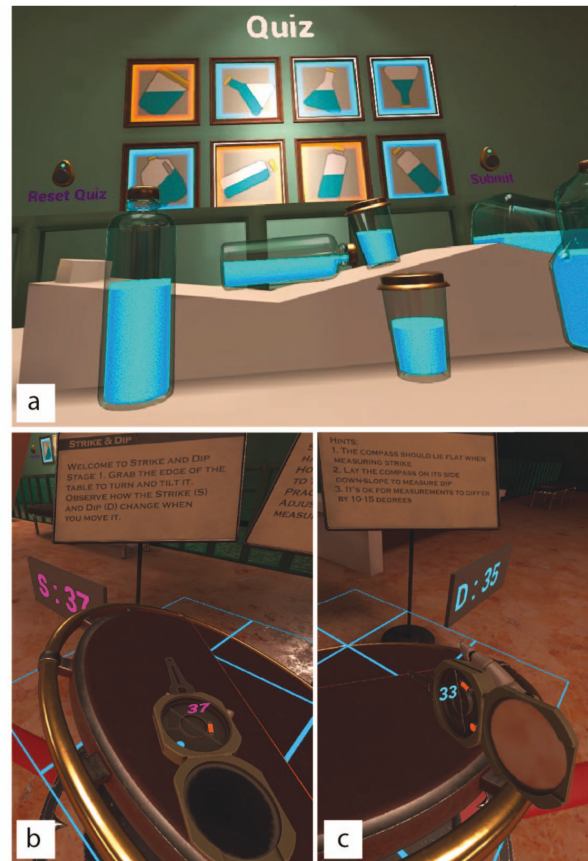 Quiz
Reset Quiz
Submit
a
STRIKE & DIP
WELCOME TO STRIKE AND DIP
STAGE 1. GRAB THE EDGE OF THE
TABLE TO TURN AND TILT IT.
OBSERVE HOW THE STRIKE (S)
AND DIP (D) CHANGE WHEN
YOU MOVE IT.
S: 37
37
b
HINTS:
1. THE COMPASS SHOULD LIE FLAT WHEN
MEASURING STRIKE
2. LAY THE COMPASS ON ITS SIDE
DOWN-SLOPE TO MEASURE DIP
3. IT'S OK FOR MEASUREMENTS TO DIFFER
BY 10-15 DEGREES
D: 35
33
c